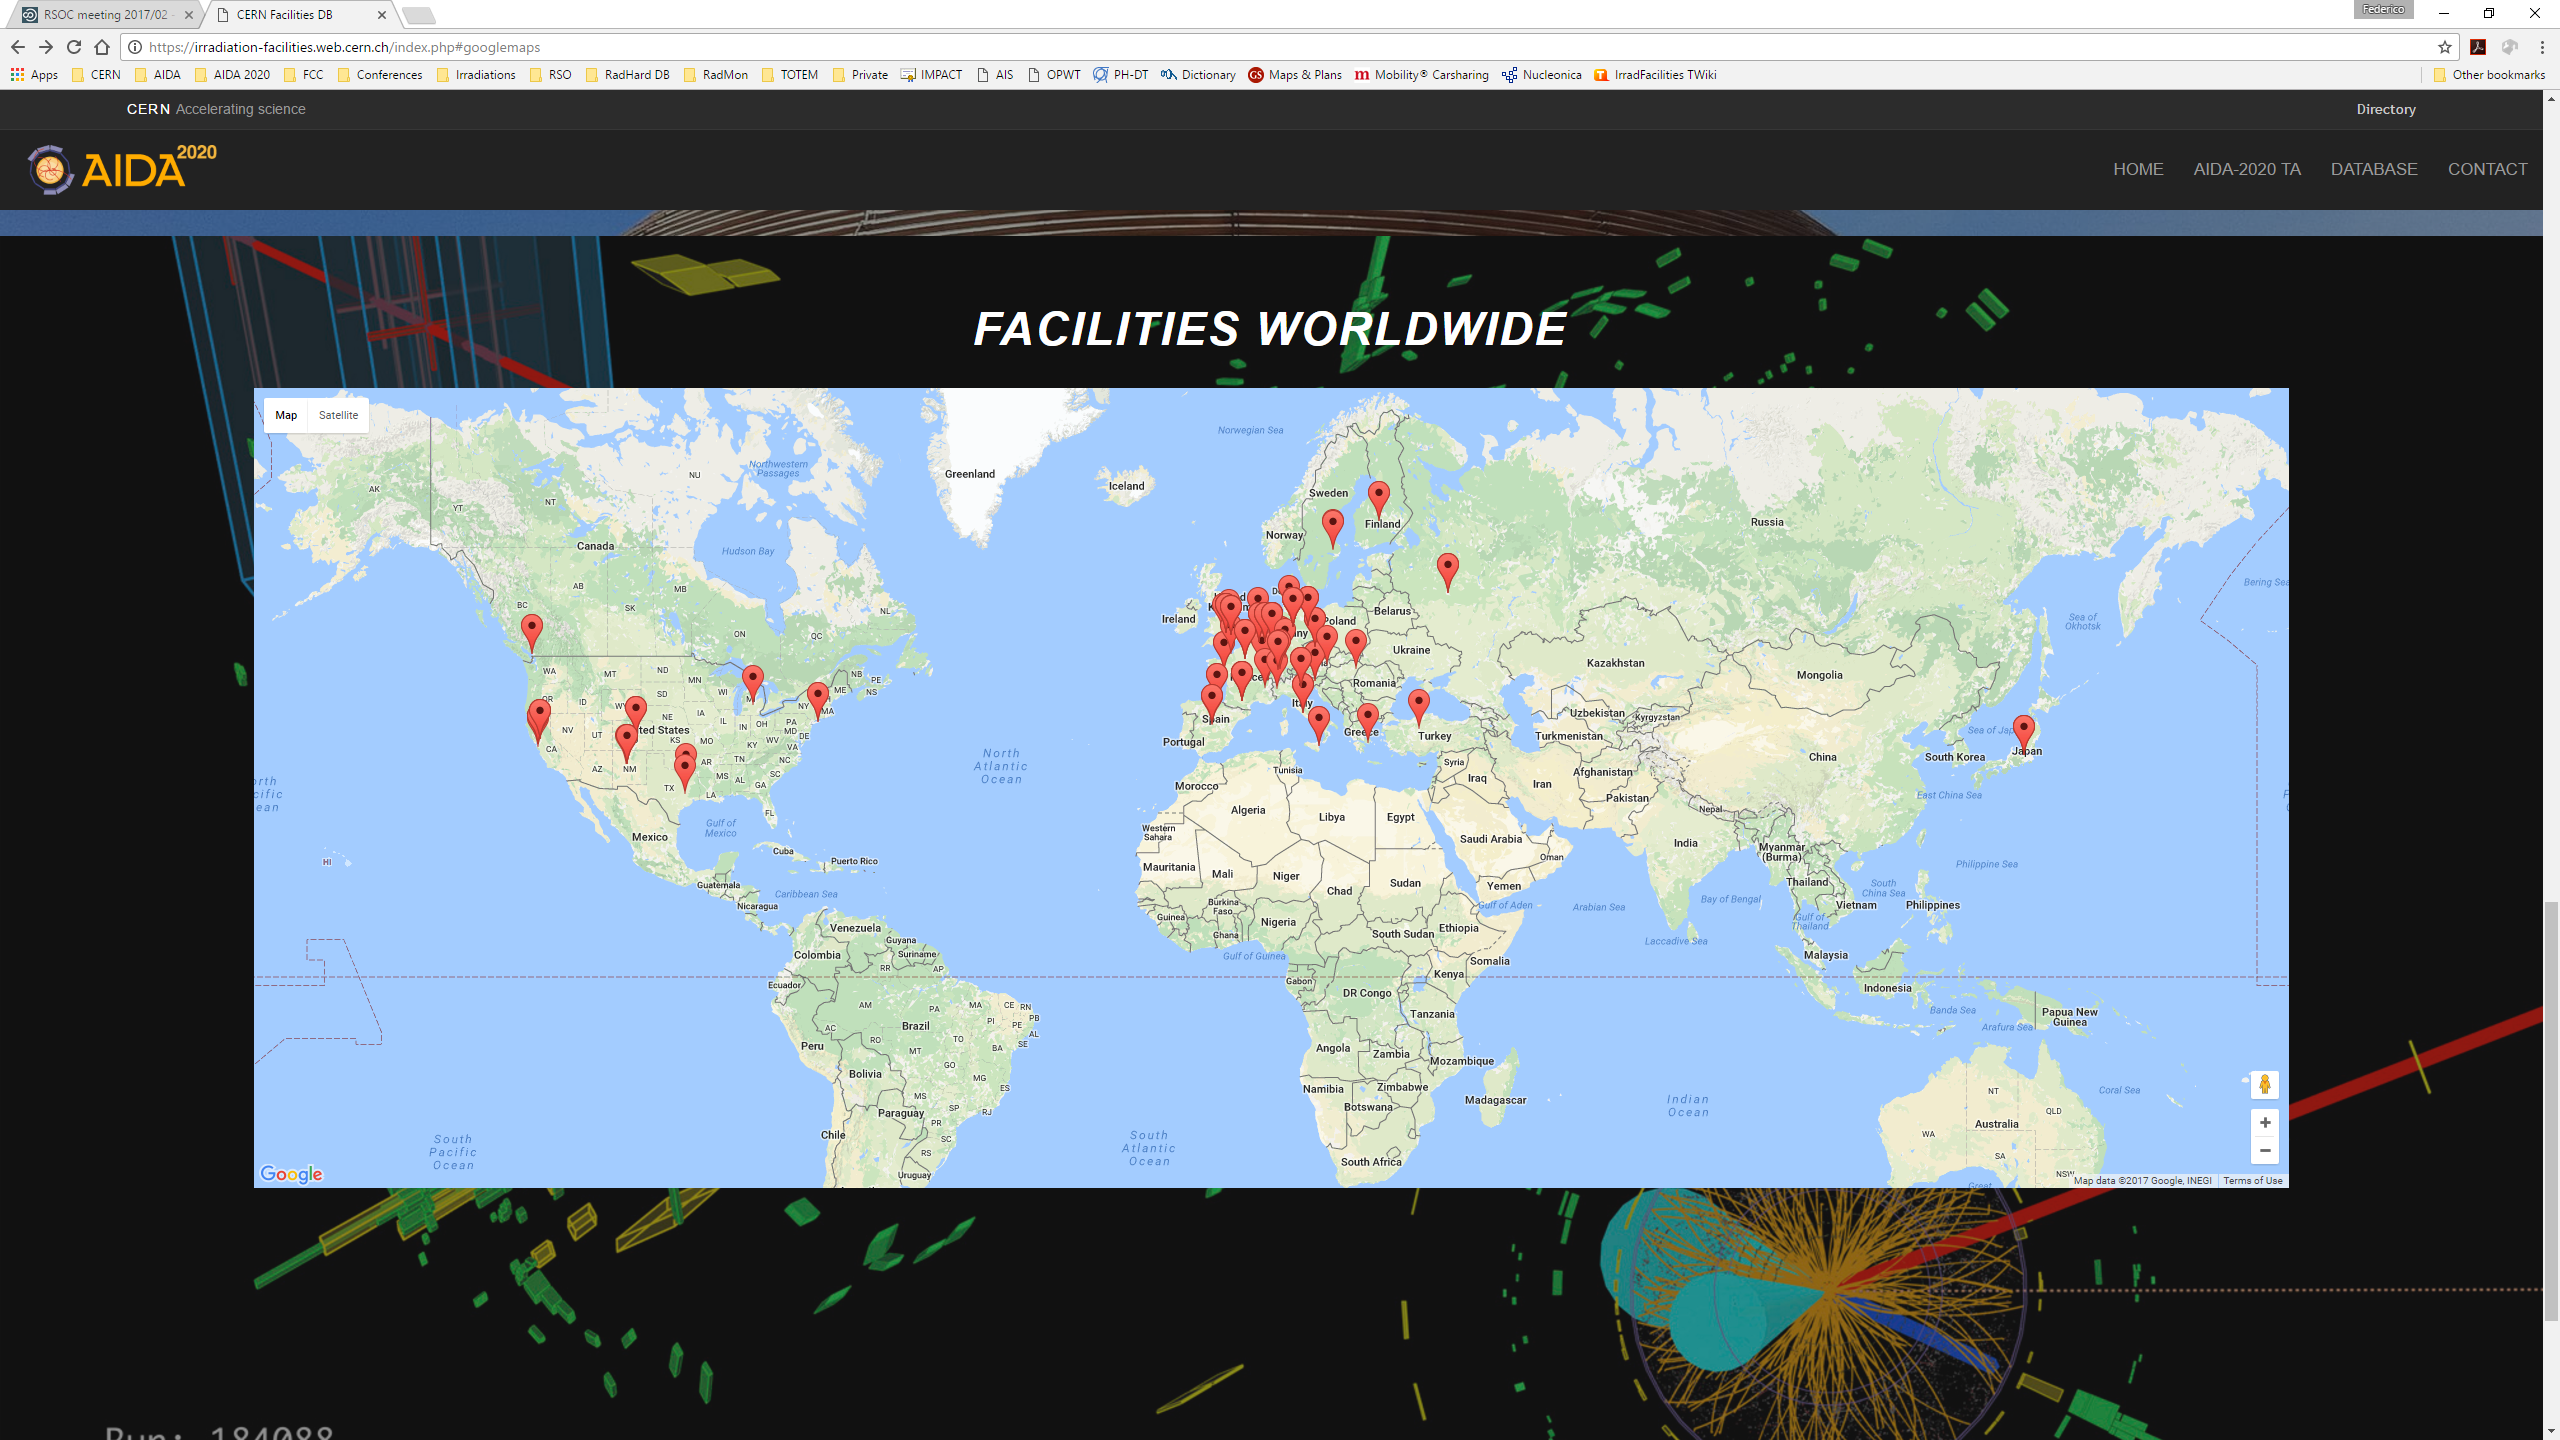 RSOC meeting 2017/02 -
CERN Facilities DB
Federico
https://irradiation-facilities.web.cern.ch/index.php#googlemaps
Apps CERN AIDA AIDA 2020 FCC Conferences Irradiations RSO RadHard DB RadMon TOTEM Private IMPACT AIS OPWT PH-DT Dictionary Maps & Plans Mobility® Carsharing Nucleonica IrradFacilities TWiki Other bookmarks
CERN Accelerating science
Directory
AIDA 2020
HOME AIDA-2020 TA DATABASE CONTACT
FACILITIES WORLDWIDE
Map Satellite
Norwegian Sea
Greenland
Iceland
Northwestern
Passages
NU
AK
YT
NT
Canada
Hudson Bay
BC
AB
SK
MB
ON
QC
NL
NB
PE
NS
ME
Sweden
Finland
Norway
Russia
Bering Sea
Sea of
Okhotsk
Ireland
Belarus
Poland
Ukraine
Romania
Kazakhstan
Mongolia
WA
MT
ND
MN
SD
WI
ID
NV
UT
CA
NE
IA
IL
IN
OH
PA
NY
MA
MD
DE
KS
MO
KY
WV
VA
AZ
NM
AR
TN
NC
TX
MS
AL
SC
GA
LA
FL
Spain
Portugal
Italy
Greece
Turkey
Uzbekistan
Kyrgyzstan
Turkmenistan
China
South Korea
Japan
North
Atlantic
Ocean
Tunisia
Syria
Iraq
Iran
Afghanistan
Pakistan
Nepal
East China Sea
Morocco
Algeria
Libya
Egypt
Saudi Arabia
Western
Sahara
Oman
India
Myanmar
(Burma)
Philippine Sea
Gulf of
Mexico
Mexico
HI
Cuba
Puerto Rico
Guatemala
Caribbean Sea
Nicaragua
Mauritania
Mali
Niger
Chad
Sudan
Yemen
Thailand
South
China Sea
Burkina
Faso
Gulf of Aden
Arabian Sea
Bay of Bengal
Vietnam
Philippines
Guinea
Ghana
Nigeria
South Sudan
Ethiopia
Gulf of
Thailand
Venezuela
Guyana
Suriname
Colombia
Gulf of Guinea
Somalia
Laccadive Sea
Malaysia
RR
AP
Ecuador
Gabon
Kenya
DR Congo
Indonesia
AM
PA
MA
CE
RN
PB
PI
PE
AL
Tanzania
Banda Sea
Arafura Sea
Papua New
Guinea
AC
Brazil
RO
TO
SE
MT
BA
Peru
Angola
Zambia
Mozambique
Bolivia
GO
MG
ES
MS
Namibia
Zimbabwe
Botswana
Madagascar
Indian
Ocean
NT
Coral Sea
QLD
Paraguay
SP
RJ
PR
SC
Chile
Australia
WA
SA
NSW
South
Pacific
Ocean
South
Atlantic
Ocean
RS
Uruguay
South Africa
Great
Google
Map data ©2017 Google, INEGI Terms of Use
Run: 184088